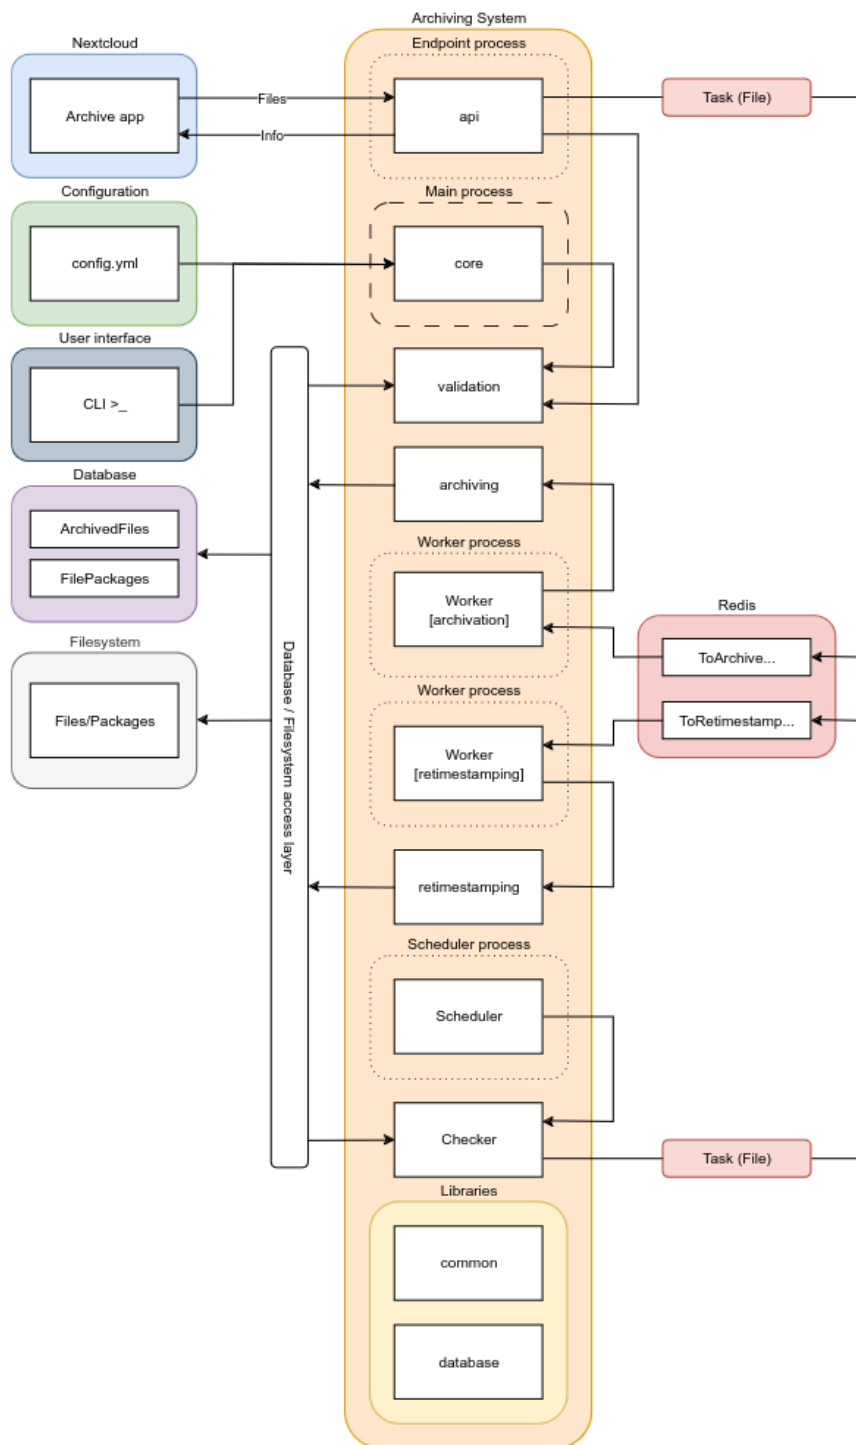 Archiving System
Nextcloud
Endpoint process
Archive app
Files
Info
api
Task (File)
Configuration
Main process
config.yml
core
User interface
CLI >_
validation
Database
archiving
ArchivedFiles
FilePackages
Worker process
Worker
[archivation]
Redis
ToArchive...
ToRetimestamp...
Filesystem
Files/Packages
Database / Filesystem access layer
Worker process
Worker
[retimestamping]
retimestamping
Scheduler process
Scheduler
Checker
Task (File)
Libraries
common
database